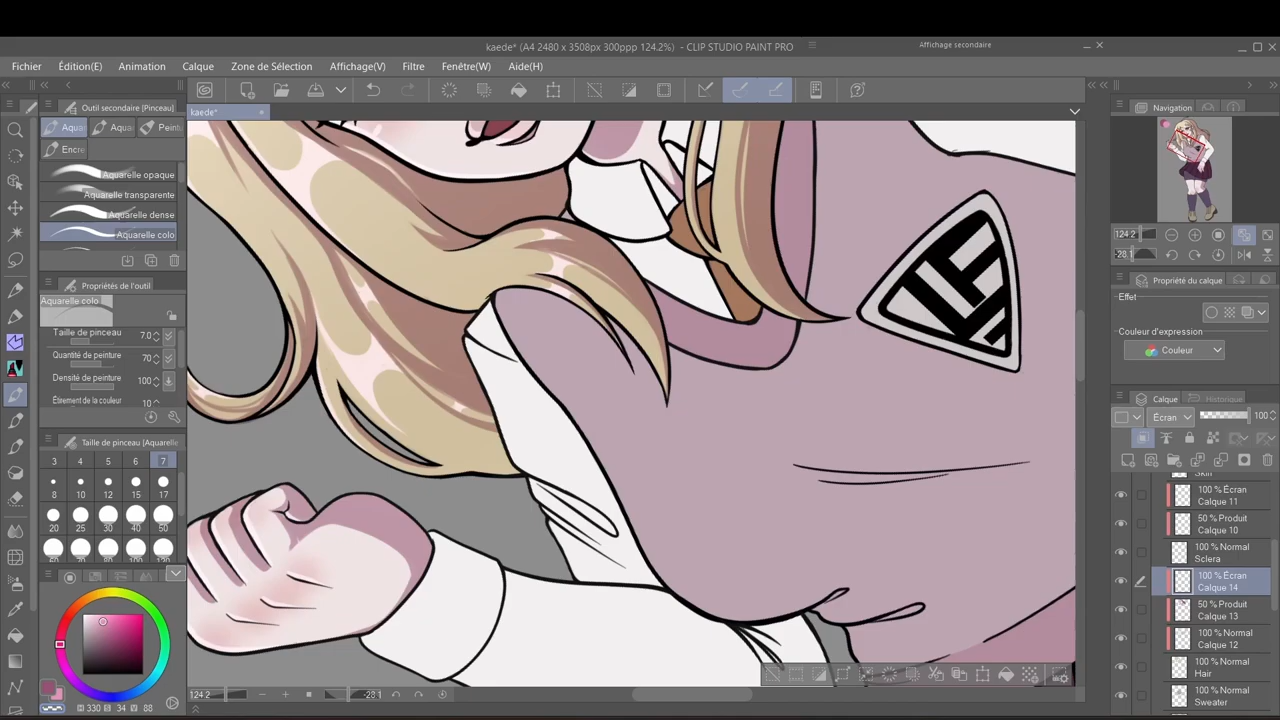 kaede* (A4 2480 x 3508px 300ppp 124.2%) - CLIP STUDIO PAINT PRO
Affichage secondaire
Fichier Édition(E) Animation Calque Zone de Sélection Affichage(V) Filtre Fenêtre(W) Aide(H)
Outil secondaire [Pinceau]
kaede*
Aqua Aqua Peint
Encre
Aquarelle opaque
Aquarelle transparente
Aquarelle dense
Aquarelle colo
Propriétés de l'outil
Aquarelle colo
Taille de pinceau 7.0
Quantité de peinture 70
Densité de peinture 100
Étirement de la couleur 10
Taille de pinceau [Aquarelle
3 4 5 6 7
8 10 12 15 17
20 25 30 40 50
60
H 330 S 34 V 88
124.2 -28.1
Navigation
124.2
-28.1
Propriété du calque
Effet
Couleur d'expression
Couleur
Calque Historique
Écran 100
Skin
100 % Écran
Calque 11
50 % Produit
Calque 10
100 % Normal
Sclera
100 % Écran
Calque 14
50 % Produit
Calque 13
100 % Normal
Calque 12
100 % Normal
Hair
100 % Normal
Sweater